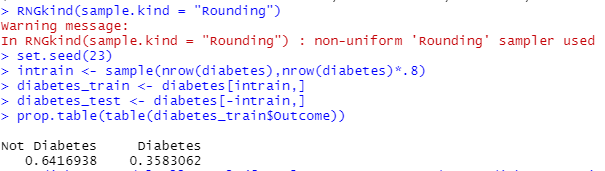 > RNGkind(sample.kind = "Rounding")
Warning message:
In RNGkind(sample.kind = "Rounding") : non-uniform 'Rounding' sampler used
> set.seed(23)
> intrain <- sample(nrow(diabetes),nrow(diabetes)*.8)
> diabetes_train <- diabetes[intrain,]
> diabetes_test <- diabetes[-intrain,]
> prop.table(table(diabetes_train$Outcome))
Not Diabetes     Diabetes
   0.6416938    0.3583062